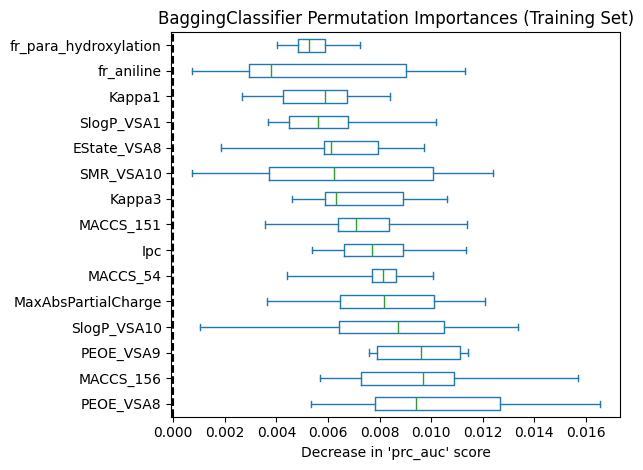 BaggingClassifier Permutation Importances (Training Set)
fr_para_hydroxylation
fr_aniline
Kappa1
SlogP_VSA1
EState_VSA8
SMR_VSA10
Kappa3
MACCS_151
Ipc
MACCS_54
MaxAbsPartialCharge
SlogP_VSA10
PEOE_VSA9
MACCS_156
PEOE_VSA8
0.000 0.002 0.004 0.006 0.008 0.010 0.012 0.014 0.016
Decrease in 'prc_auc' score